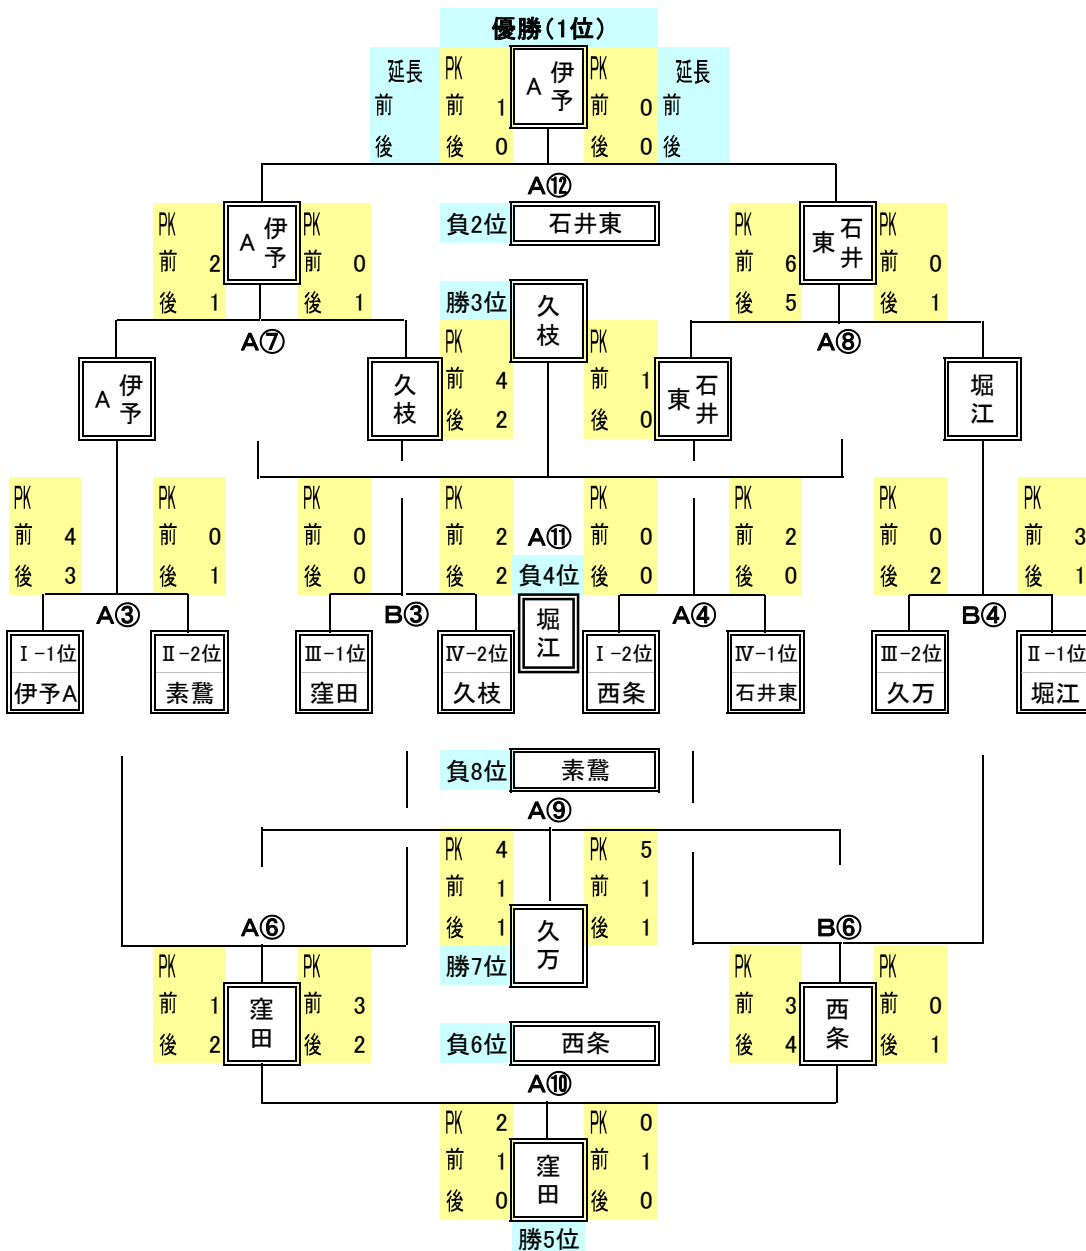 優勝(1位)
延長 PK 伊予A PK 延長
前 前 1 前 0 前
後 後 0 後 0 後
A⑫
PK 伊予A PK 負2位 石井東 PK 石井東 PK
前 2 前 0 前 6 前 0
後 1 後 1 勝3位 久枝 後 5 後 1
A⑦ PK PK A⑧
伊予A 久枝 前 4 前 1 石井東 堀江
後 2 後 0
PK PK PK PK PK PK PK PK
前 4 前 0 前 0 前 2 A⑪ 前 0 前 2 前 0 前 3
後 3 後 1 後 0 後 2 負4位 後 0 後 0 後 2 後 1
A③ B③ 堀江 A④ B④
Ⅰ-1位 Ⅱ-2位 Ⅲ-1位 Ⅳ-2位 Ⅰ-2位 Ⅳ-1位 Ⅲ-2位 Ⅱ-1位
伊予A 素鵞 窪田 久枝 西条 石井東 久万 堀江
負8位 素鵞
A⑨
PK 4 PK 5
前 1 前 1
A⑥ 後 1 久万 後 1 B⑥
PK PK 勝7位 PK PK
前 1 窪田 前 3 前 3 西条 前 0
後 2 後 2 負6位 西条 後 4 後 1
A⑩
PK 2 PK 0
前 1 窪田 前 1
後 0 後 0
勝5位